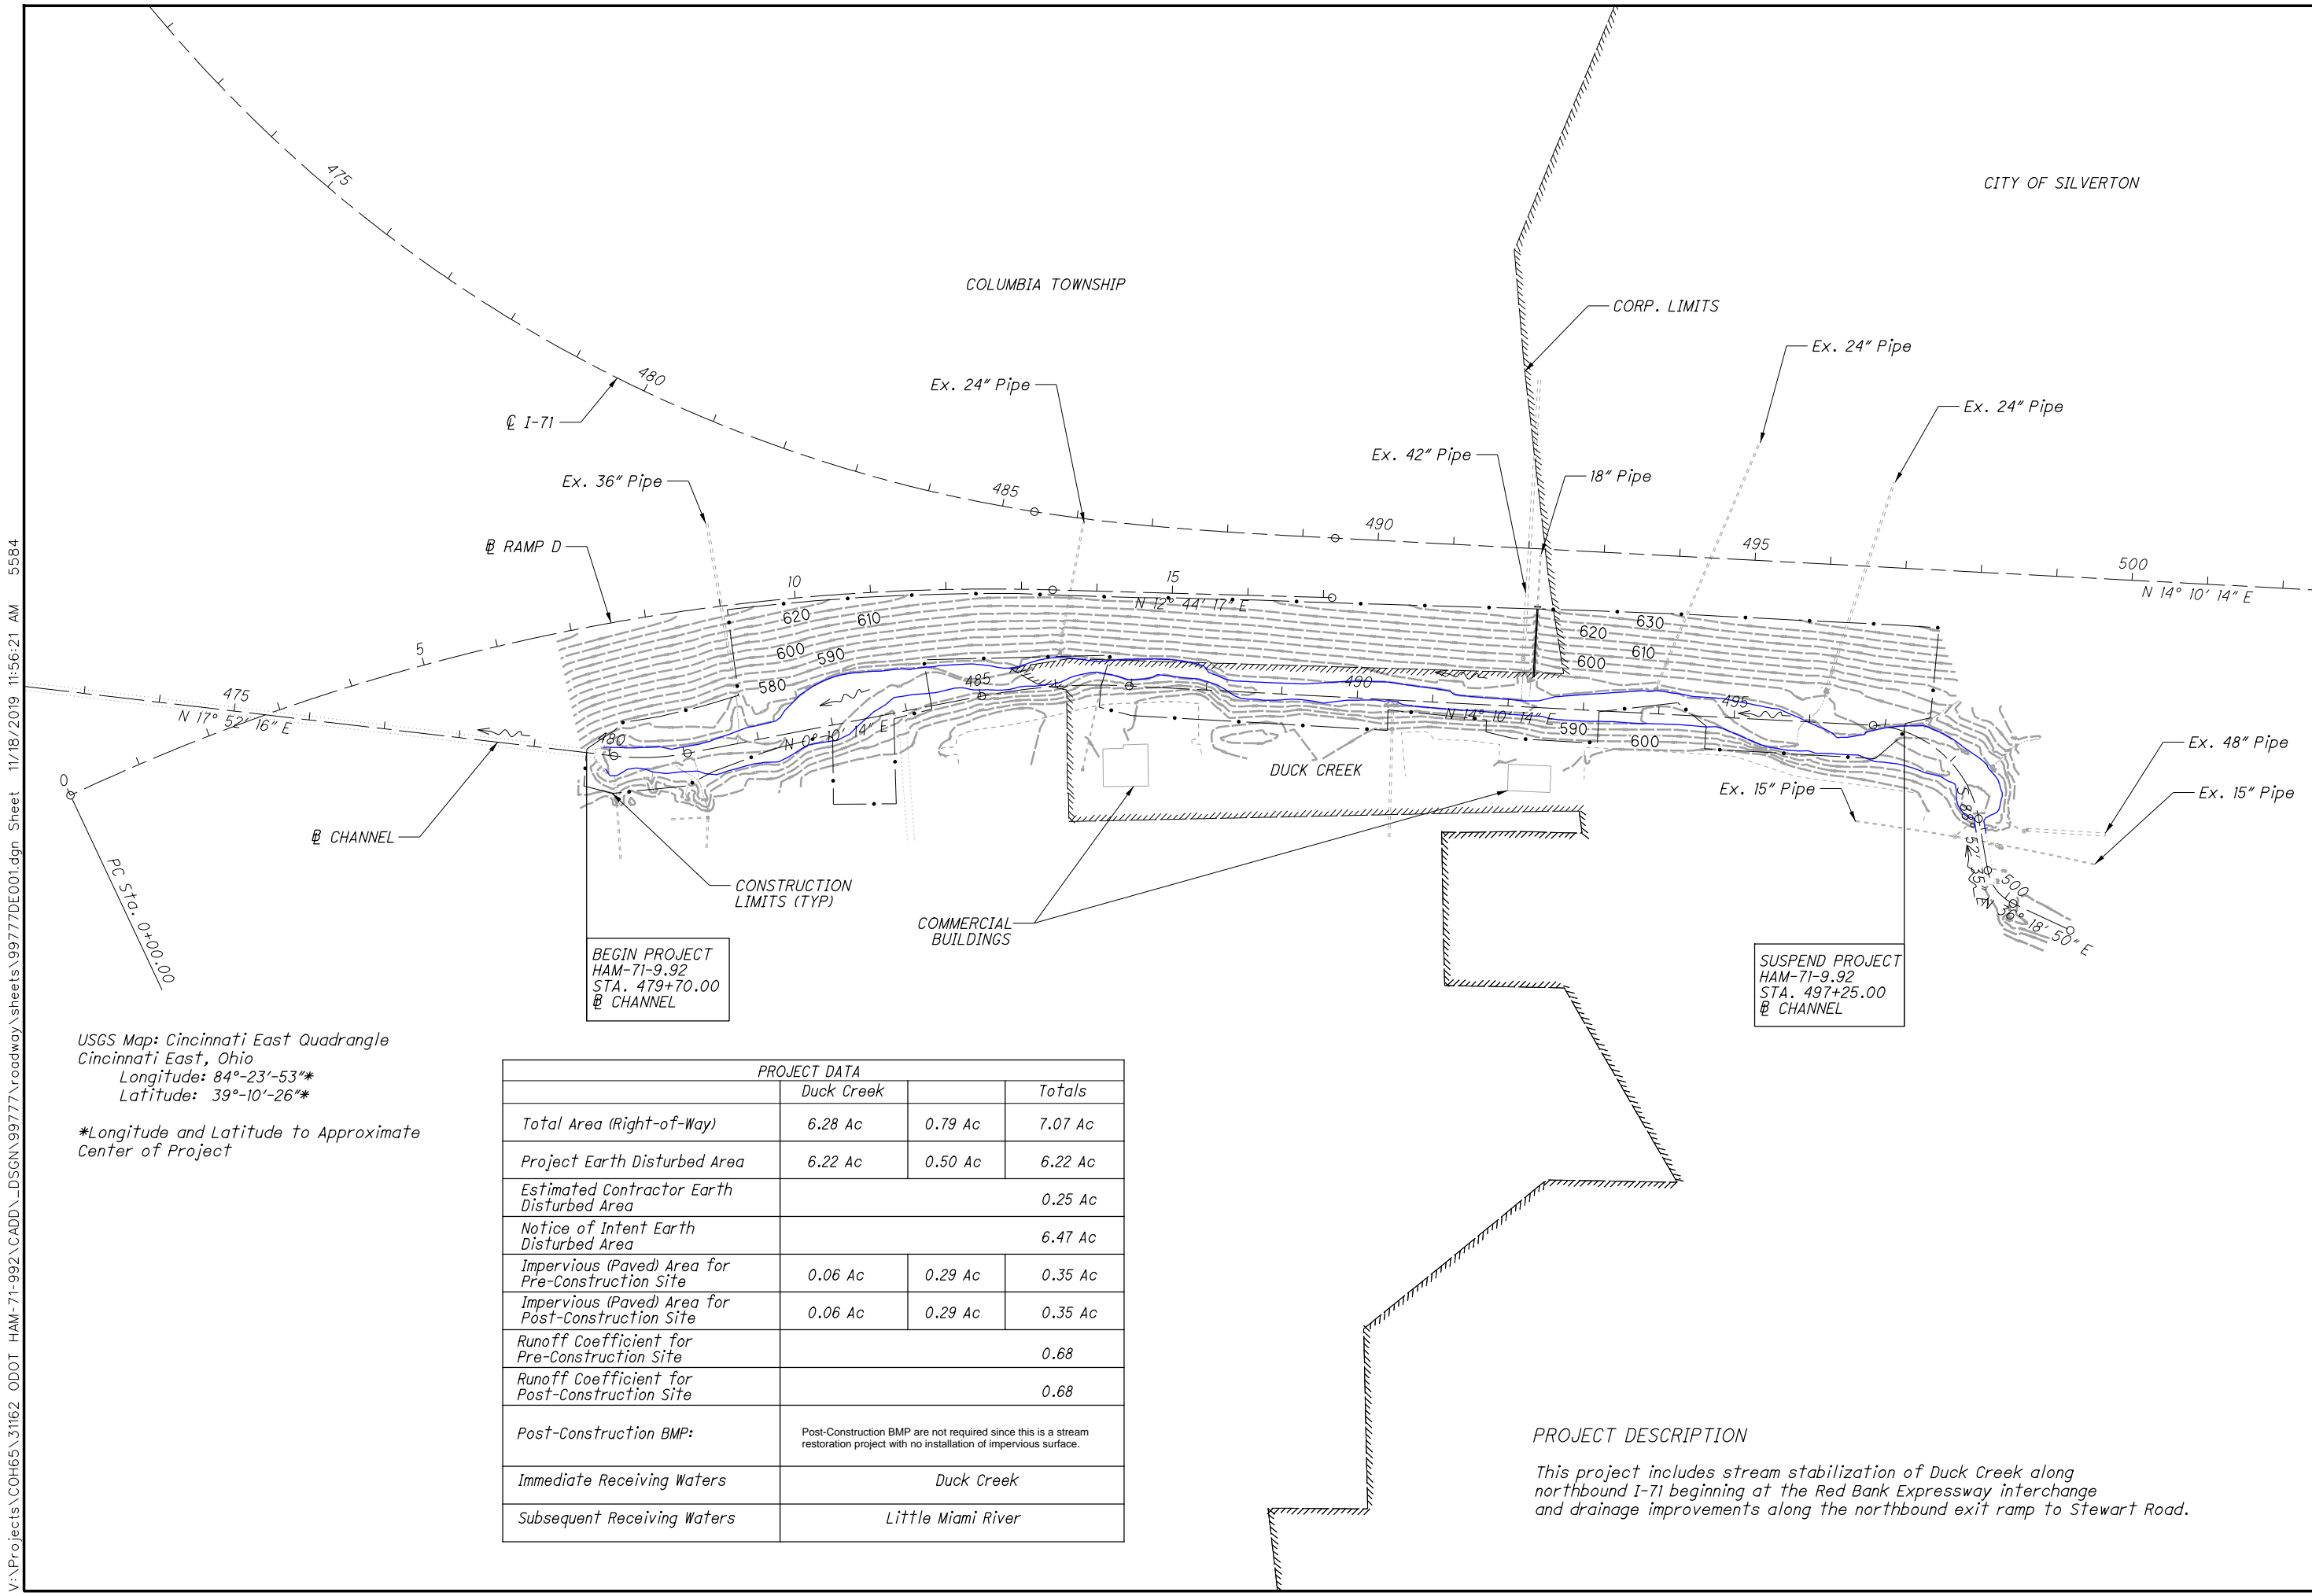 V:\Projects\COH65\31162 ODOT HAM-71-992\CADD\_DSGN\99777\roadway\sheets\99777DE001.dgn Sheet 11/18/2019 11:56:21 AM 5584
CITY OF SILVERTON
475
COLUMBIA TOWNSHIP
CORP. LIMITS
Ex. 24" Pipe
480
Ex. 24" Pipe
Ex. 24" Pipe
℄ I-71
Ex. 42" Pipe
18" Pipe
Ex. 36" Pipe
485
490
495
500
N 14° 10' 14" E
RAMP D
10
15
N 12° 44' 17" E
5
620
610
600
590
580
630
620
610
600
0
475
N 17° 52' 16" E
480
N 0° 10' 14" E
485
490
N 14° 10' 14" E
495
590
600
DUCK CREEK
Ex. 15" Pipe
Ex. 48" Pipe
Ex. 15" Pipe
S 88° 52' 35" E
500
N 36° 18' 50" E
CHANNEL
PC Sta. 0+00.00
CONSTRUCTION
LIMITS (TYP)
COMMERCIAL
BUILDINGS
BEGIN PROJECT
HAM-71-9.92
STA. 479+70.00
CHANNEL
SUSPEND PROJECT
HAM-71-9.92
STA. 497+25.00
CHANNEL
USGS Map: Cincinnati East Quadrangle
Cincinnati East, Ohio
Longitude: 84°-23'-53"*
Latitude: 39°-10'-26"*
*Longitude and Latitude to Approximate
Center of Project
PROJECT DATA
Duck Creek Totals
Total Area (Right-of-Way) 6.28 Ac 0.79 Ac 7.07 Ac
Project Earth Disturbed Area 6.22 Ac 0.50 Ac 6.22 Ac
Estimated Contractor Earth
Disturbed Area 0.25 Ac
Notice of Intent Earth
Disturbed Area 6.47 Ac
Impervious (Paved) Area for
Pre-Construction Site 0.06 Ac 0.29 Ac 0.35 Ac
Impervious (Paved) Area for
Post-Construction Site 0.06 Ac 0.29 Ac 0.35 Ac
Runoff Coefficient for
Pre-Construction Site 0.68
Runoff Coefficient for
Post-Construction Site 0.68
Post-Construction BMP: Post-Construction BMP are not required since this is a stream
restoration project with no installation of impervious surface.
Immediate Receiving Waters Duck Creek
Subsequent Receiving Waters Little Miami River
PROJECT DESCRIPTION
This project includes stream stabilization of Duck Creek along
northbound I-71 beginning at the Red Bank Expressway interchange
and drainage improvements along the northbound exit ramp to Stewart Road.